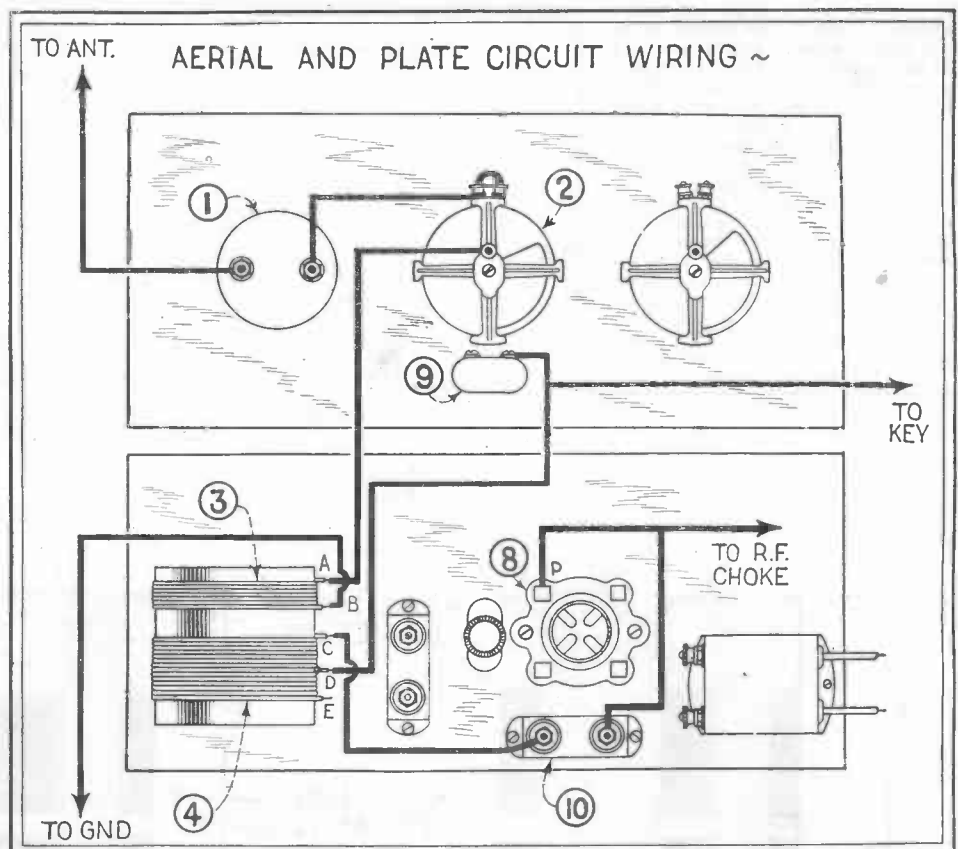 TO ANT.
AERIAL AND PLATE CIRCUIT WIRING ~
1
2
9
TO
KEY
3
A
B
C
D
E
8
P
TO R.F.
CHOKE
4
10
TO GND